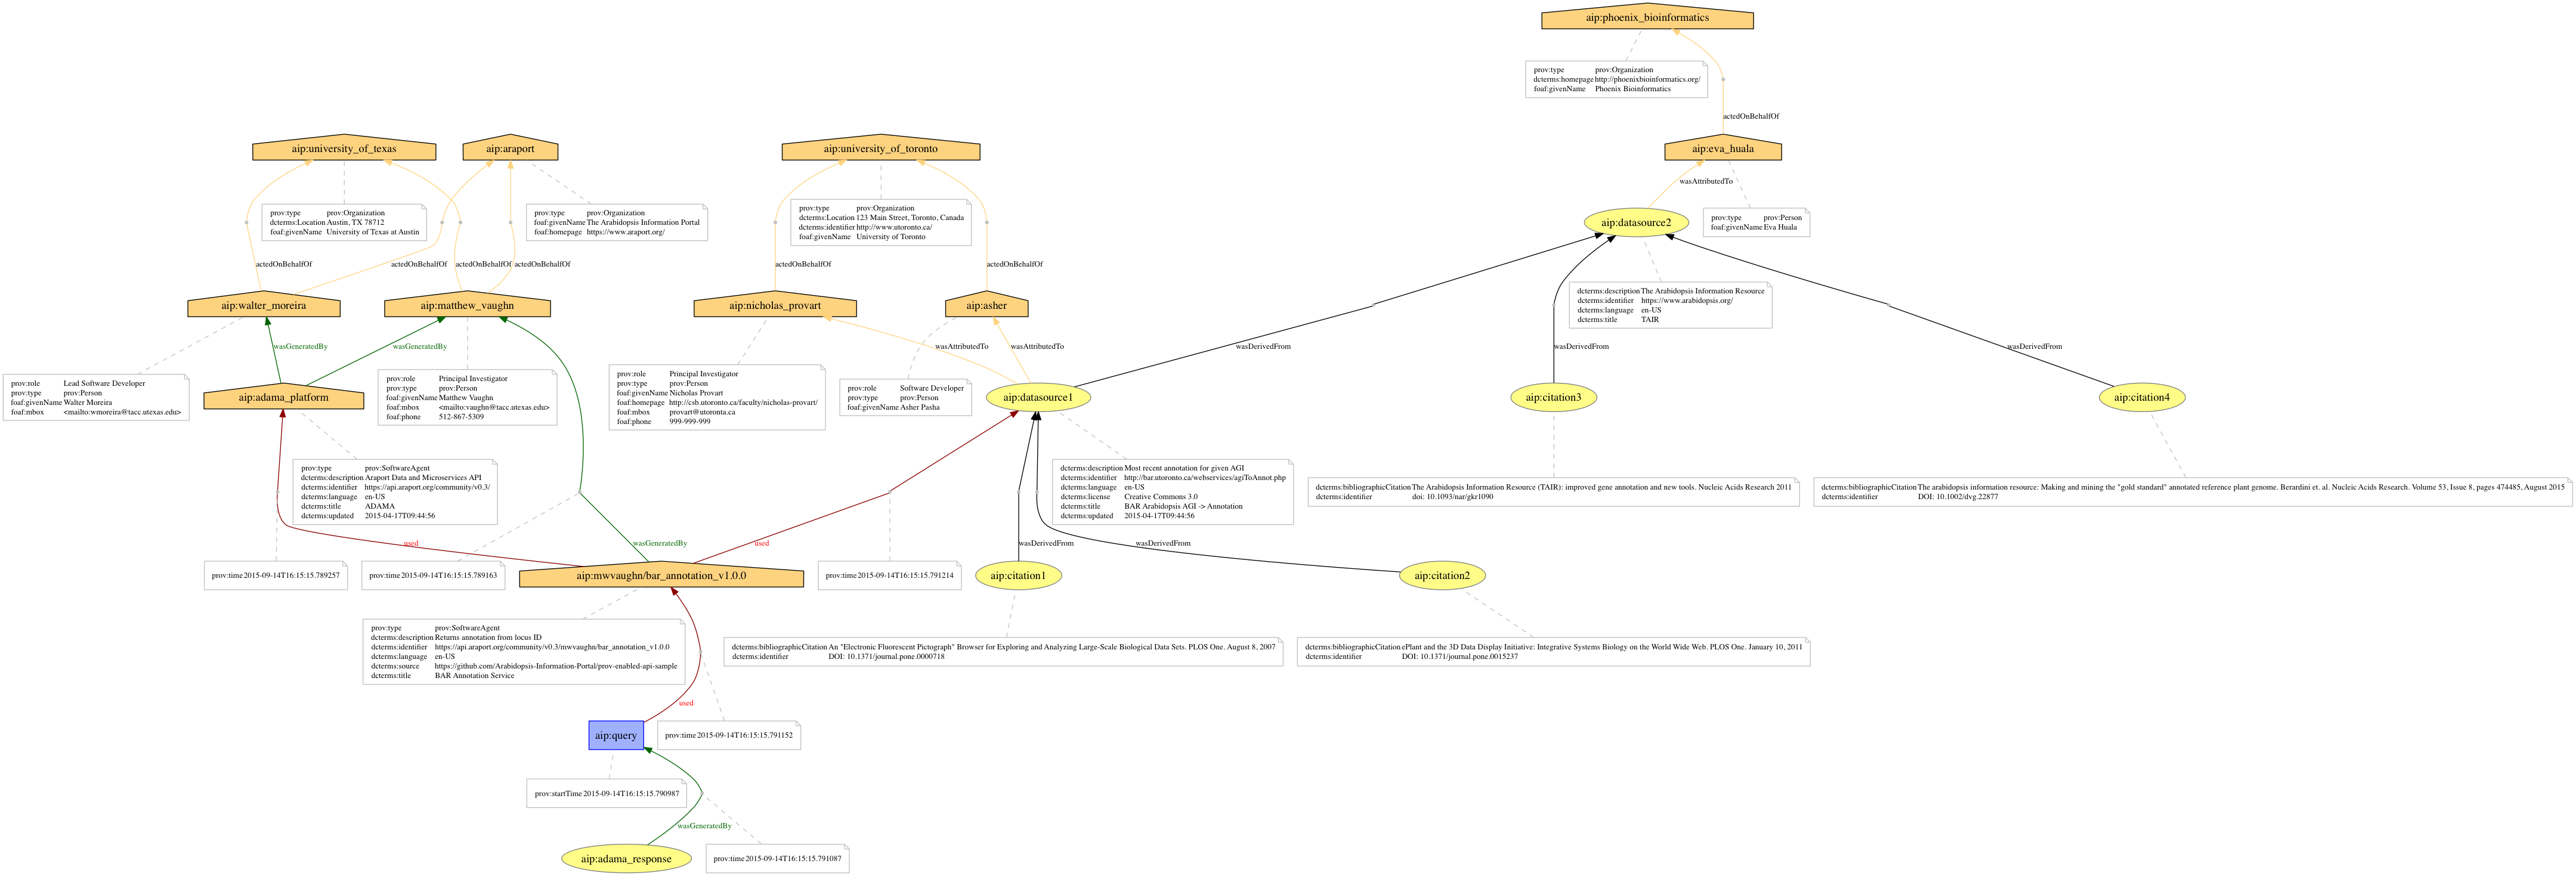 aip:phoenix_bioinformatics
prov:type prov:Organization
dcterms:homepage http://phoenixbioinformatics.org/
foaf:givenName Phoenix Bioinformatics
actedOnBehalfOf
aip:university_of_texas
aip:araport
aip:university_of_toronto
aip:eva_huala
wasAttributedTo
prov:type prov:Organization
dcterms:Location Austin, TX 78712
foaf:givenName University of Texas at Austin
prov:type prov:Organization
foaf:givenName The Arabidopsis Information Portal
foaf:homepage https://www.araport.org/
prov:type prov:Organization
dcterms:Location 123 Main Street, Toronto, Canada
dcterms:identifier http://www.utoronto.ca/
foaf:givenName University of Toronto
aip:datasource2
prov:type prov:Person
foaf:givenName Eva Huala
actedOnBehalfOf
actedOnBehalfOf
actedOnBehalfOf
actedOnBehalfOf
actedOnBehalfOf
actedOnBehalfOf
aip:walter_moreira
aip:matthew_vaughn
aip:nicholas_provart
aip:asher
dcterms:description The Arabidopsis Information Resource
dcterms:identifier https://www.arabidopsis.org/
dcterms:language en-US
dcterms:title TAIR
wasGeneratedBy
wasGeneratedBy
wasAttributedTo
wasAttributedTo
wasDerivedFrom
wasDerivedFrom
wasDerivedFrom
prov:role Lead Software Developer
prov:type prov:Person
foaf:givenName Walter Moreira
foaf:mbox <mailto:wmoreira@tacc.utexas.edu>
aip:adama_platform
prov:role Principal Investigator
prov:type prov:Person
foaf:givenName Matthew Vaughn
foaf:mbox <mailto:vaughn@tacc.utexas.edu>
foaf:phone 512-867-5309
prov:role Principal Investigator
prov:type prov:Person
foaf:givenName Nicholas Provart
foaf:homepage http://csb.utoronto.ca/faculty/nicholas-provart/
foaf:mbox provart@utoronta.ca
foaf:phone 999-999-999
prov:role Software Developer
prov:type prov:Person
foaf:givenName Asher Pasha
aip:datasource1
aip:citation3
aip:citation4
prov:type prov:SoftwareAgent
dcterms:description Araport Data and Microservices API
dcterms:identifier https://api.araport.org/community/v0.3/
dcterms:language en-US
dcterms:title ADAMA
dcterms:updated 2015-04-17T09:44:56
dcterms:description Most recent annotation for given AGI
dcterms:identifier http://bar.utoronto.ca/webservices/agiToAnnot.php
dcterms:language en-US
dcterms:license Creative Commons 3.0
dcterms:title BAR Arabidopsis AGI -> Annotation
dcterms:updated 2015-04-17T09:44:56
dcterms:bibliographicCitation The Arabidopsis Information Resource (TAIR): improved gene annotation and new tools. Nucleic Acids Research 2011
dcterms:identifier doi: 10.1093/nar/gkr1090
dcterms:bibliographicCitation The arabidopsis information resource: Making and mining the "gold standard" annotated reference plant genome. Berardini et. al. Nucleic Acids Research. Volume 53, Issue 8, pages 474485, August 2015
dcterms:identifier DOI: 10.1002/dvg.22877
used
wasGeneratedBy
used
wasDerivedFrom
wasDerivedFrom
prov:time 2015-09-14T16:15:15.789257
prov:time 2015-09-14T16:15:15.789163
aip:mwvaughn/bar_annotation_v1.0.0
prov:time 2015-09-14T16:15:15.791214
aip:citation1
aip:citation2
prov:type prov:SoftwareAgent
dcterms:description Returns annotation from locus ID
dcterms:identifier https://api.araport.org/community/v0.3/mwvaughn/bar_annotation_v1.0.0
dcterms:language en-US
dcterms:source https://github.com/Arabidopsis-Information-Portal/prov-enabled-api-sample
dcterms:title BAR Annotation Service
dcterms:bibliographicCitation An "Electronic Fluorescent Pictograph" Browser for Exploring and Analyzing Large-Scale Biological Data Sets. PLOS One. August 8, 2007
dcterms:identifier DOI: 10.1371/journal.pone.0000718
dcterms:bibliographicCitation ePlant and the 3D Data Display Initiative: Integrative Systems Biology on the World Wide Web. PLOS One. January 10, 2011
dcterms:identifier DOI: 10.1371/journal.pone.0015237
used
aip:query
prov:time 2015-09-14T16:15:15.791152
prov:startTime 2015-09-14T16:15:15.790987
wasGeneratedBy
aip:adama_response
prov:time 2015-09-14T16:15:15.791087